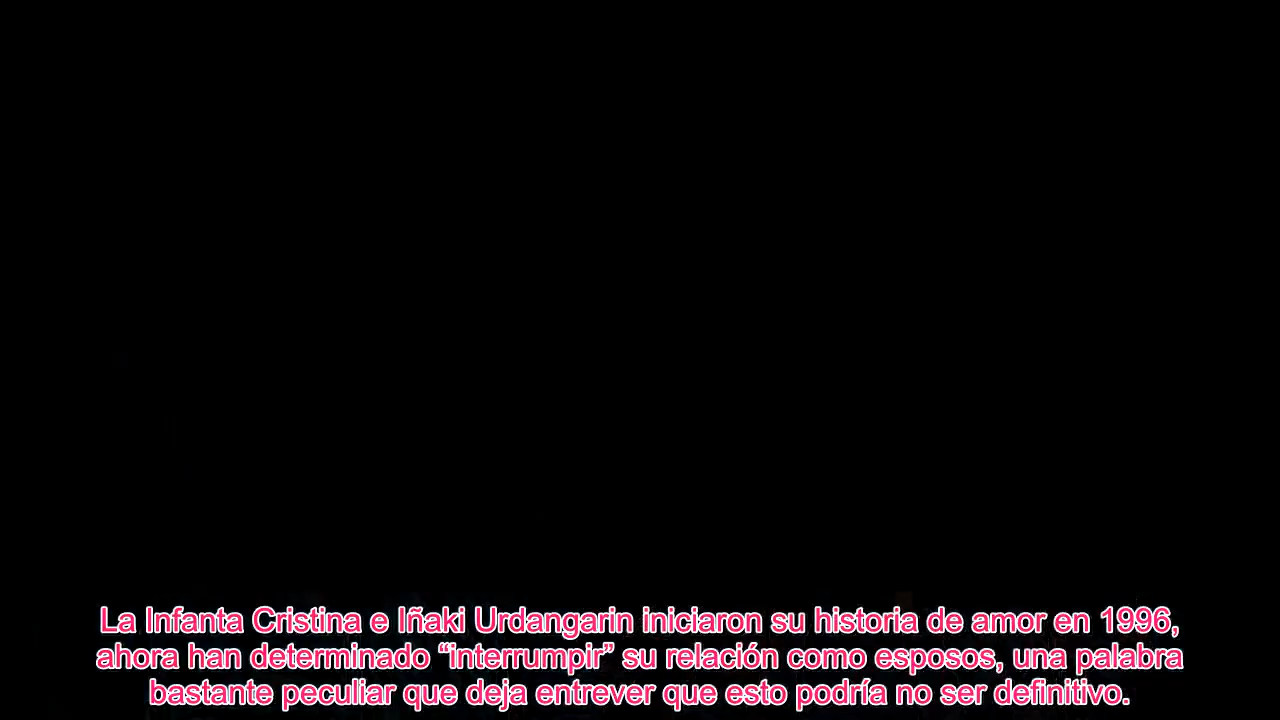 La Infanta Cristina e Iñaki Urdangarin iniciaron su historia de amor en 1996,
ahora han determinado “interrumpir” su relación como esposos, una palabra
bastante peculiar que deja entrever que esto podría no ser definitivo.